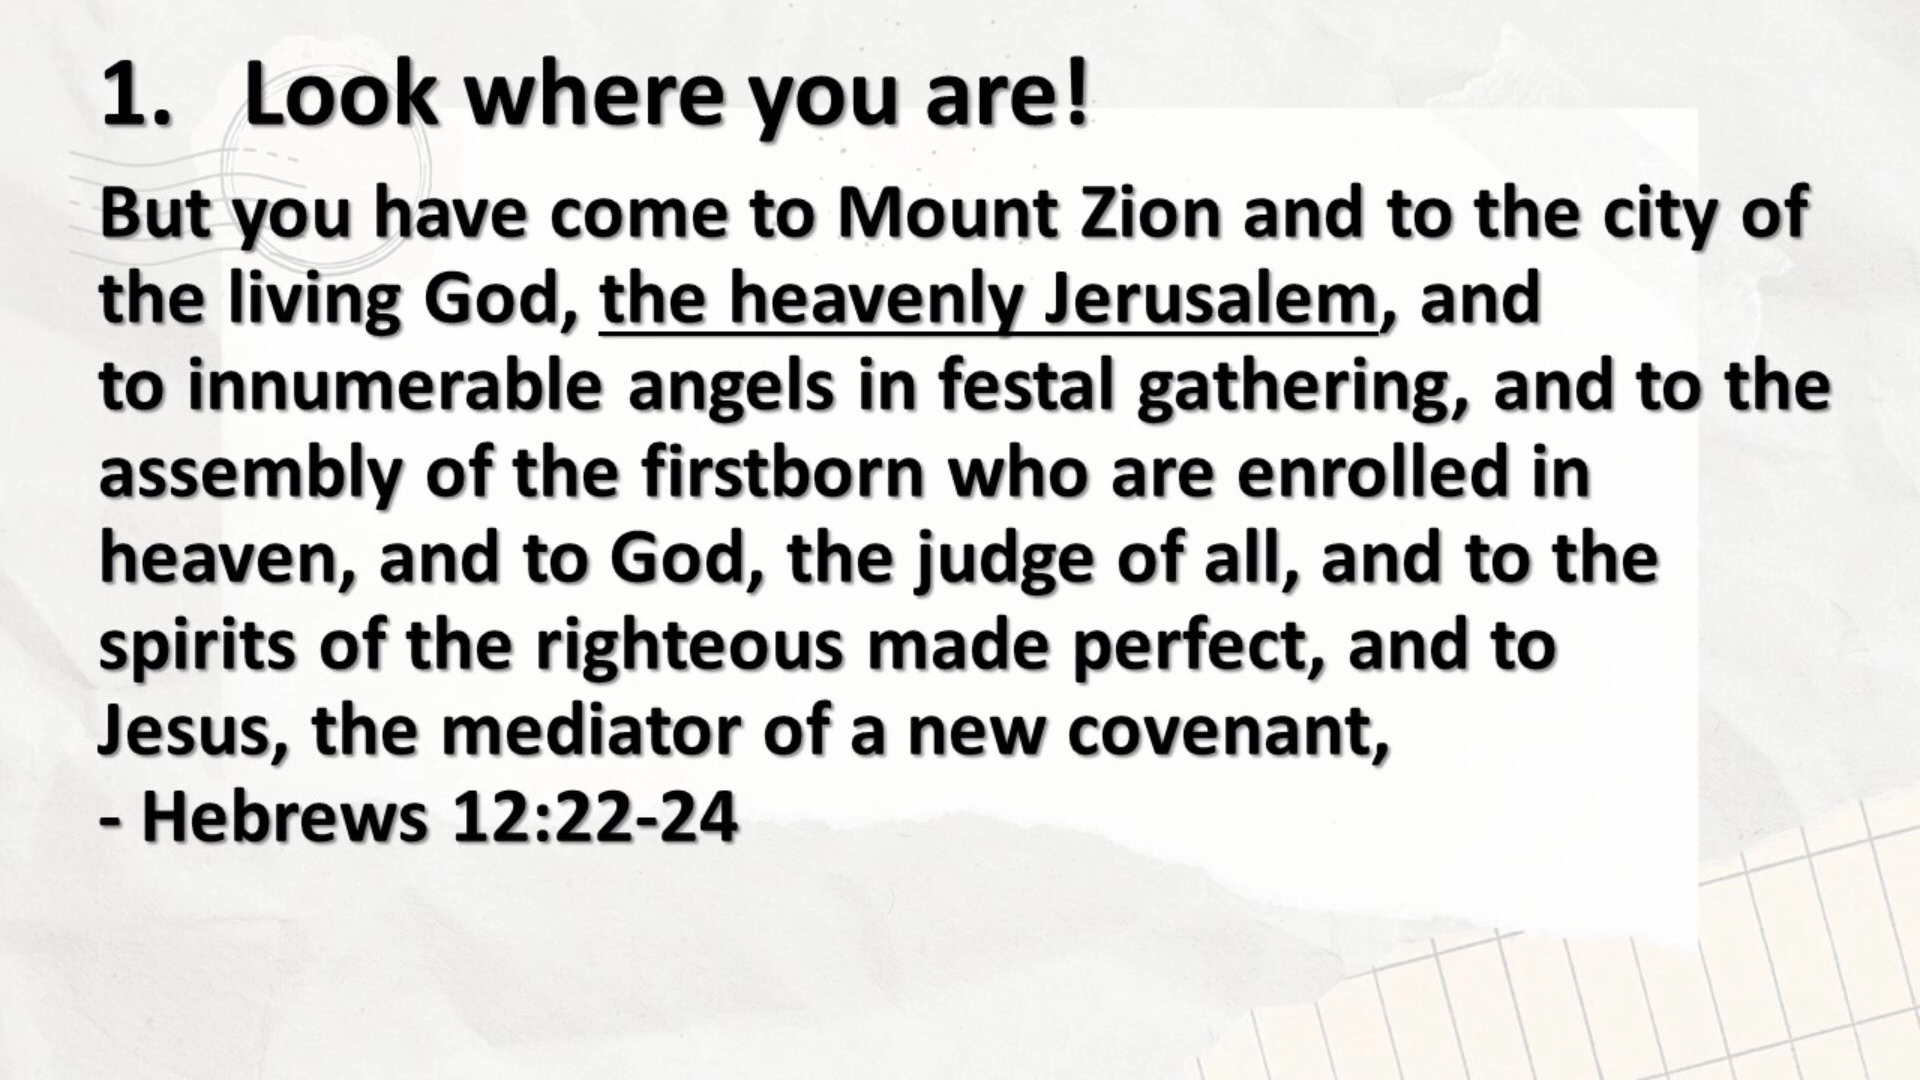 1. Look where you are!
But you have come to Mount Zion and to the city of
the living God, the heavenly Jerusalem, and
to innumerable angels in festal gathering, and to the
assembly of the firstborn who are enrolled in
heaven, and to God, the judge of all, and to the
spirits of the righteous made perfect, and to
Jesus, the mediator of a new covenant,
- Hebrews 12:22-24